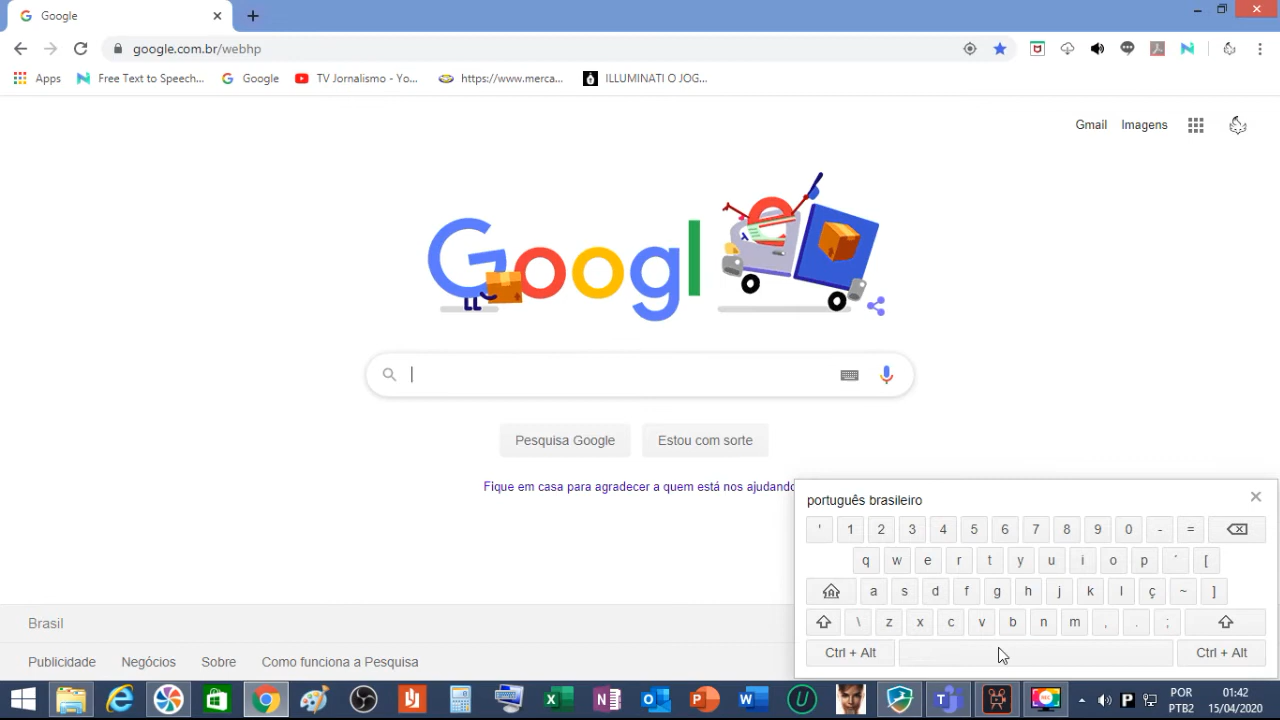 Google
google.com.br/webhp
Apps
Free Text to Speech...
Google
TV Jornalismo - Yo...
https://www.merca...
ILLUMINATI O JOG...
Gmail
Imagens
Googl
Pesquisa Google
Estou com sorte
Fique em casa para agradecer a quem está nos ajudando
português brasileiro
' 1 2 3 4 5 6 7 8 9 0 - =
q w e r t y u i o p ´ [
a s d f g h j k l ç ~ ]
\ z x c v b n m , . ;
Ctrl + Alt
Ctrl + Alt
Brasil
Publicidade
Negócios
Sobre
Como funciona a Pesquisa
POR
PTB2
01:42
15/04/2020